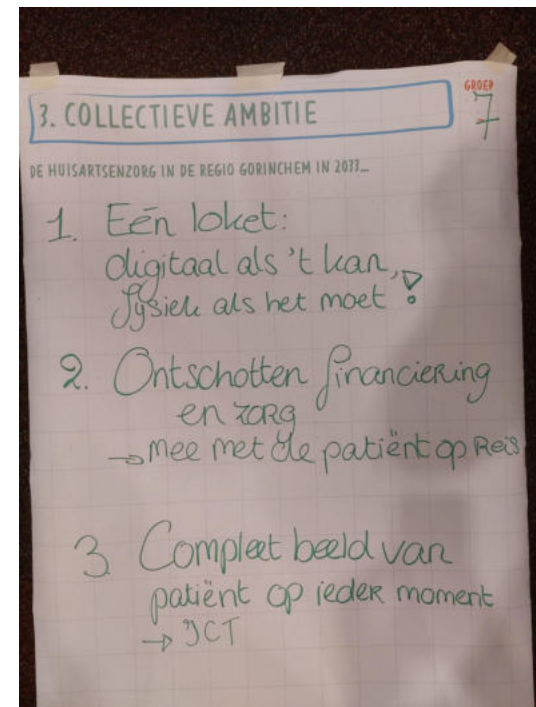 3. COLLECTIEVE AMBITIE
GROEP
7
DE HUISARTSENZORG IN DE REGIO GORINCHEM IN 2033...
1. Eén loket:
digitaal als 't kan,
fysiek als het moet!
2. Ontschotten financiering
en zorg
→ mee met de patiënt op Reis
3 Compleet beeld van
patiënt op ieder moment
→ ICT